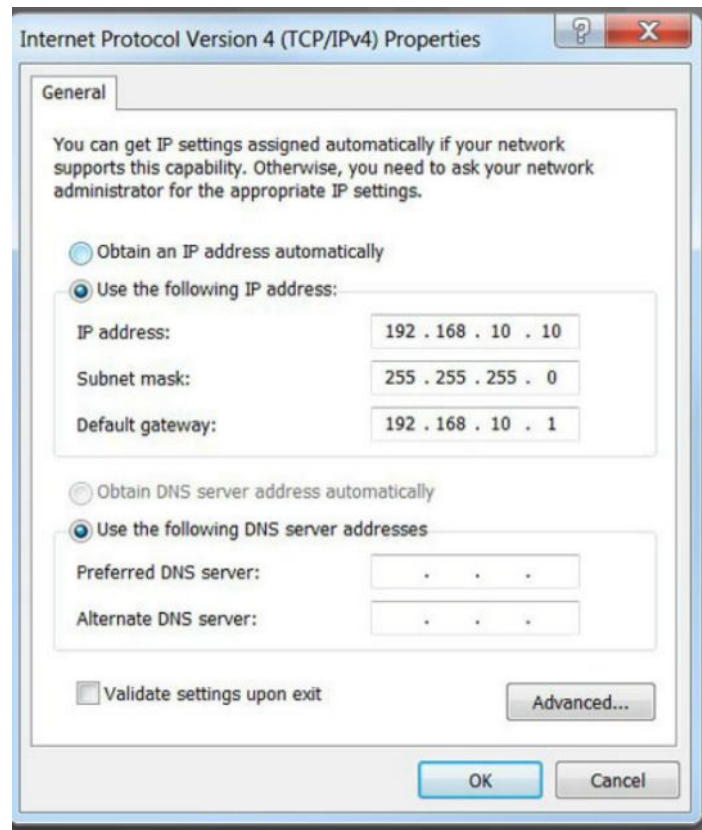 Internet Protocol Version 4 (TCP/IPv4) Properties
General
You can get IP settings assigned automatically if your network
supports this capability. Otherwise, you need to ask your network
administrator for the appropriate IP settings.
Obtain an IP address automatically
Use the following IP address:
IP address: 192 . 168 . 10 . 10
Subnet mask: 255 . 255 . 255 . 0
Default gateway: 192 . 168 . 10 . 1
Obtain DNS server address automatically
Use the following DNS server addresses
Preferred DNS server: . . .
Alternate DNS server: . . .
Validate settings upon exit
Advanced...
OK Cancel